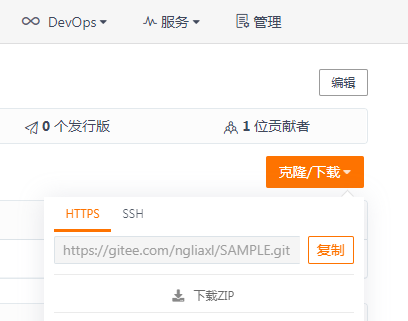 DevOps 服务 管理
编辑
0 个发行版 1 位贡献者
克隆/下载
HTTPS SSH
https://gitee.com/ngliaxl/SAMPLE.git 复制
下载ZIP